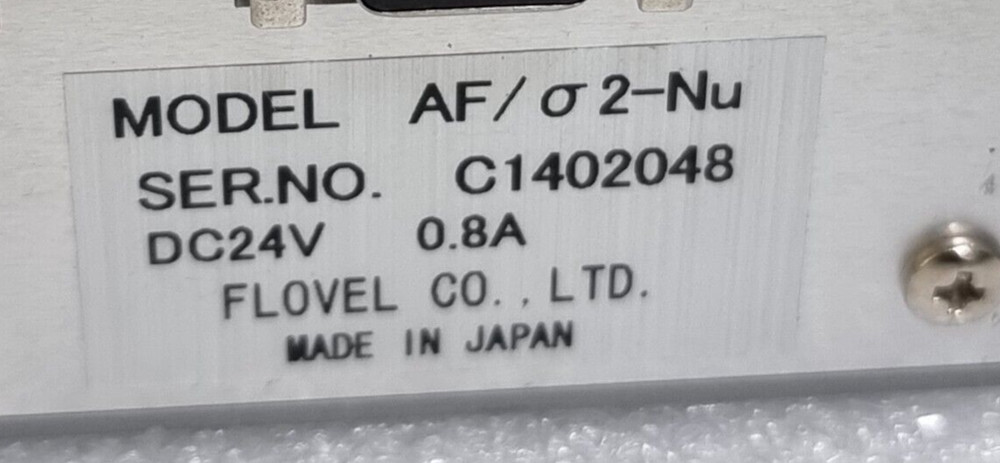 MODEL AF/σ2-Nu
SER.NO. C1402048
DC24V 0.8A
FLOVEL CO.,LTD.
MADE IN JAPAN